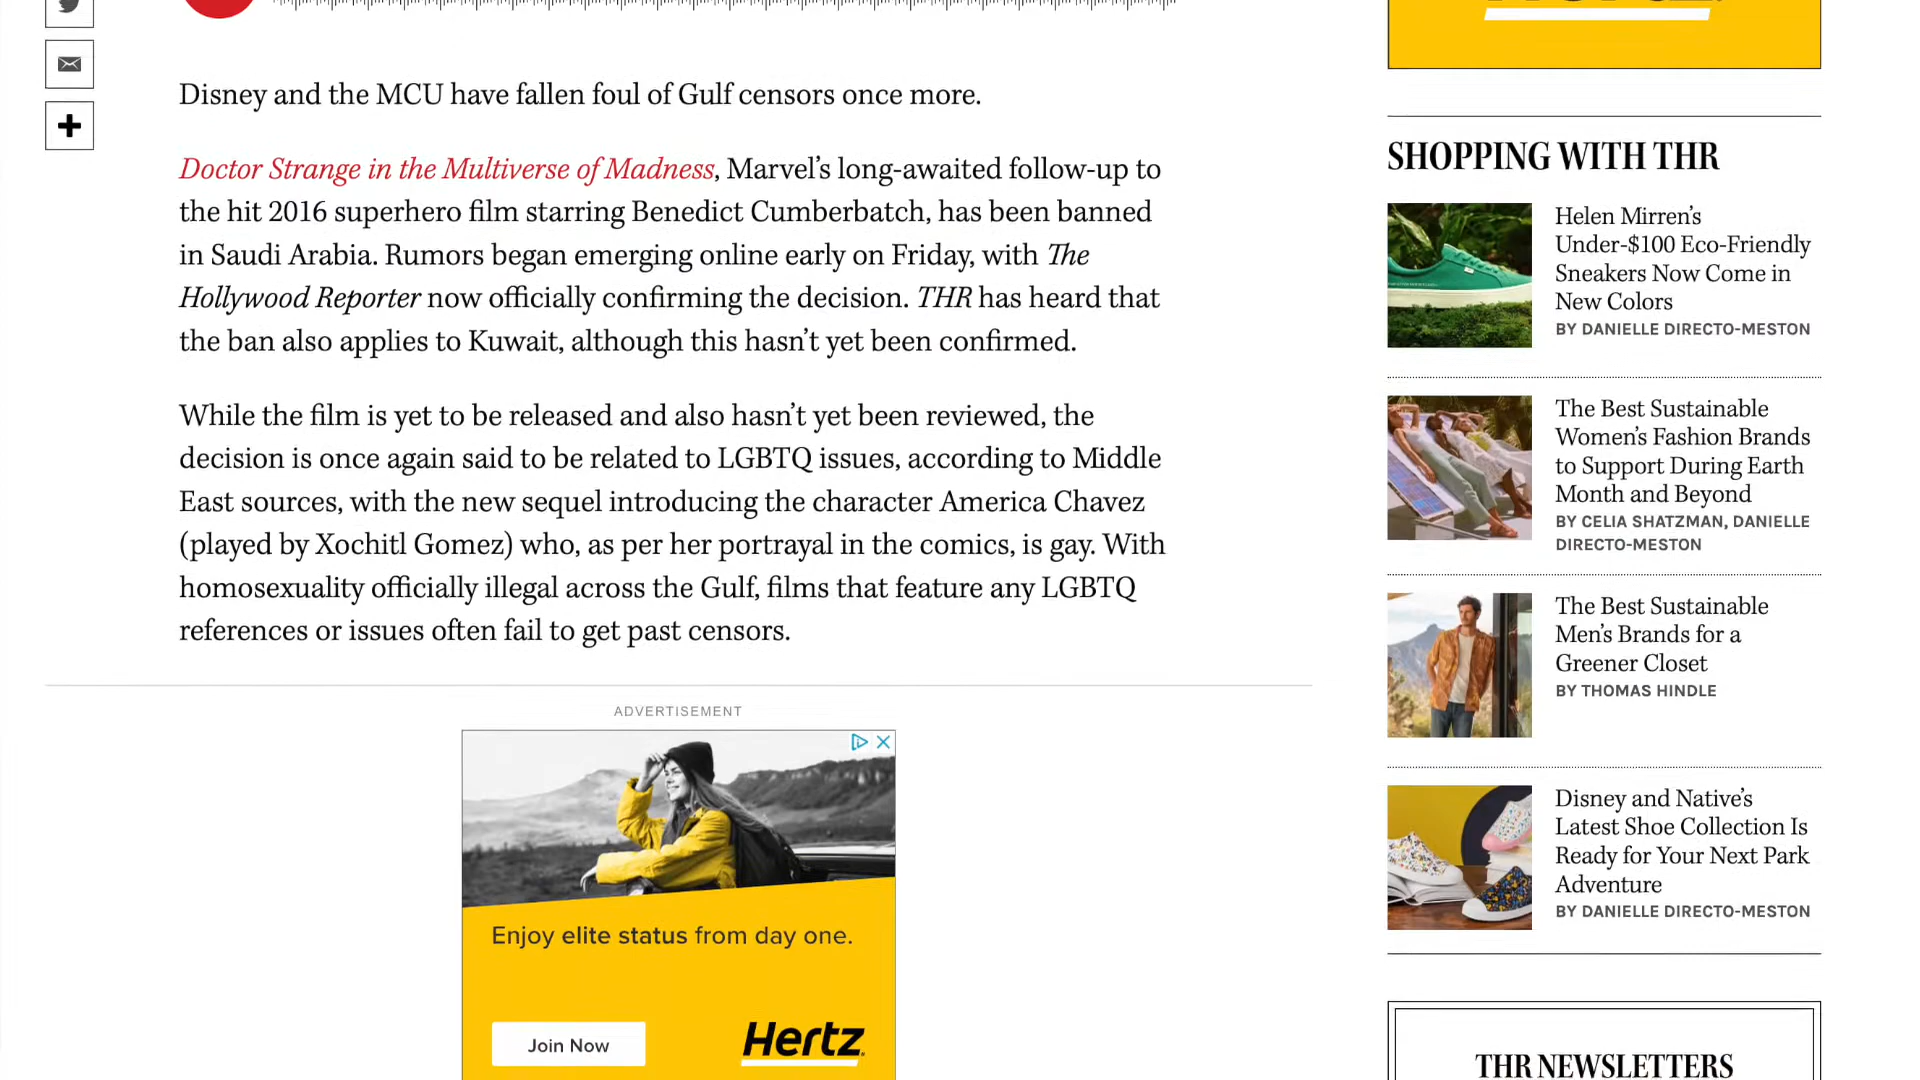 Disney and the MCU have fallen foul of Gulf censors once more.
Doctor Strange in the Multiverse of Madness, Marvel’s long-awaited follow-up to
the hit 2016 superhero film starring Benedict Cumberbatch, has been banned
in Saudi Arabia. Rumors began emerging online early on Friday, with The
Hollywood Reporter now officially confirming the decision. THR has heard that
the ban also applies to Kuwait, although this hasn’t yet been confirmed.
While the film is yet to be released and also hasn’t yet been reviewed, the
decision is once again said to be related to LGBTQ issues, according to Middle
East sources, with the new sequel introducing the character America Chavez
(played by Xochitl Gomez) who, as per her portrayal in the comics, is gay. With
homosexuality officially illegal across the Gulf, films that feature any LGBTQ
references or issues often fail to get past censors.
ADVERTISEMENT
Enjoy elite status from day one.
Join Now
Hertz
SHOPPING WITH THR
Helen Mirren’s
Under-$100 Eco-Friendly
Sneakers Now Come in
New Colors
BY DANIELLE DIRECTO-MESTON
The Best Sustainable
Women’s Fashion Brands
to Support During Earth
Month and Beyond
BY CELIA SHATZMAN, DANIELLE
DIRECTO-MESTON
The Best Sustainable
Men’s Brands for a
Greener Closet
BY THOMAS HINDLE
Disney and Native’s
Latest Shoe Collection Is
Ready for Your Next Park
Adventure
BY DANIELLE DIRECTO-MESTON
THR NEWSLETTERS